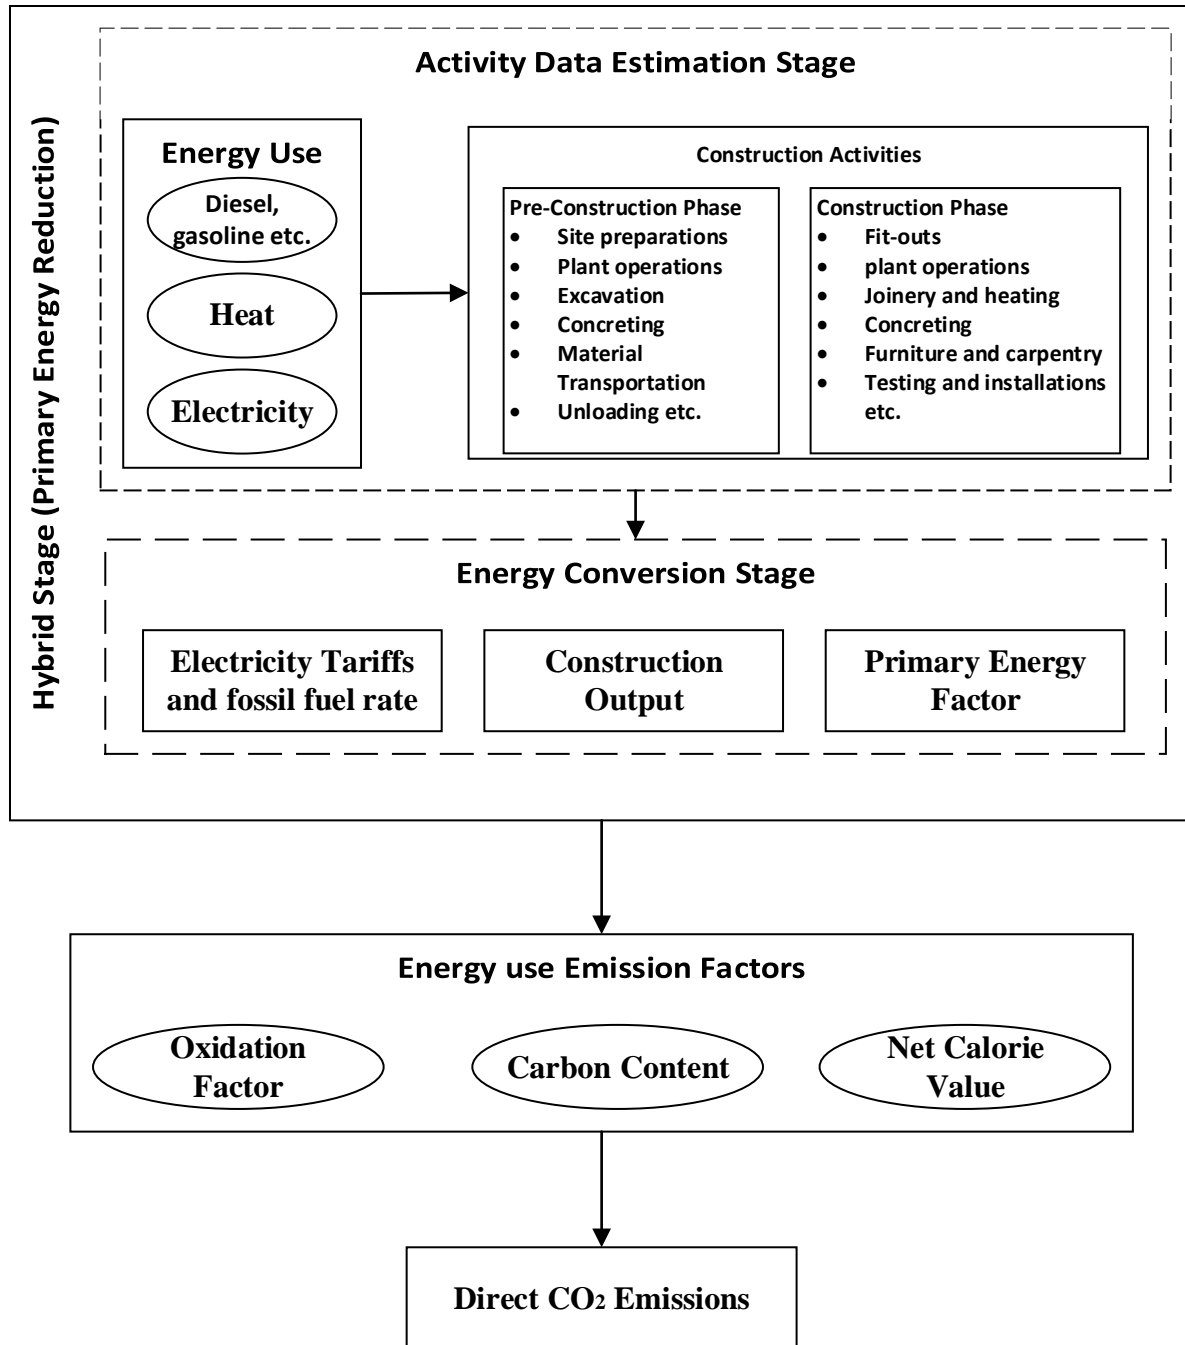 Hybrid Stage (Primary Energy Reduction)
Activity Data Estimation Stage
Energy Use
Diesel,
gasoline etc.
Heat
Electricity
Construction Activities
Pre-Construction Phase
• Site preparations
• Plant operations
• Excavation
• Concreting
• Material
Transportation
• Unloading etc.
Construction Phase
• Fit-outs
• plant operations
• Joinery and heating
• Concreting
• Furniture and carpentry
• Testing and installations
etc.
Energy Conversion Stage
Electricity Tariffs
and fossil fuel rate
Construction
Output
Primary Energy
Factor
Energy use Emission Factors
Oxidation
Factor
Carbon Content
Net Calorie
Value
Direct CO₂ Emissions